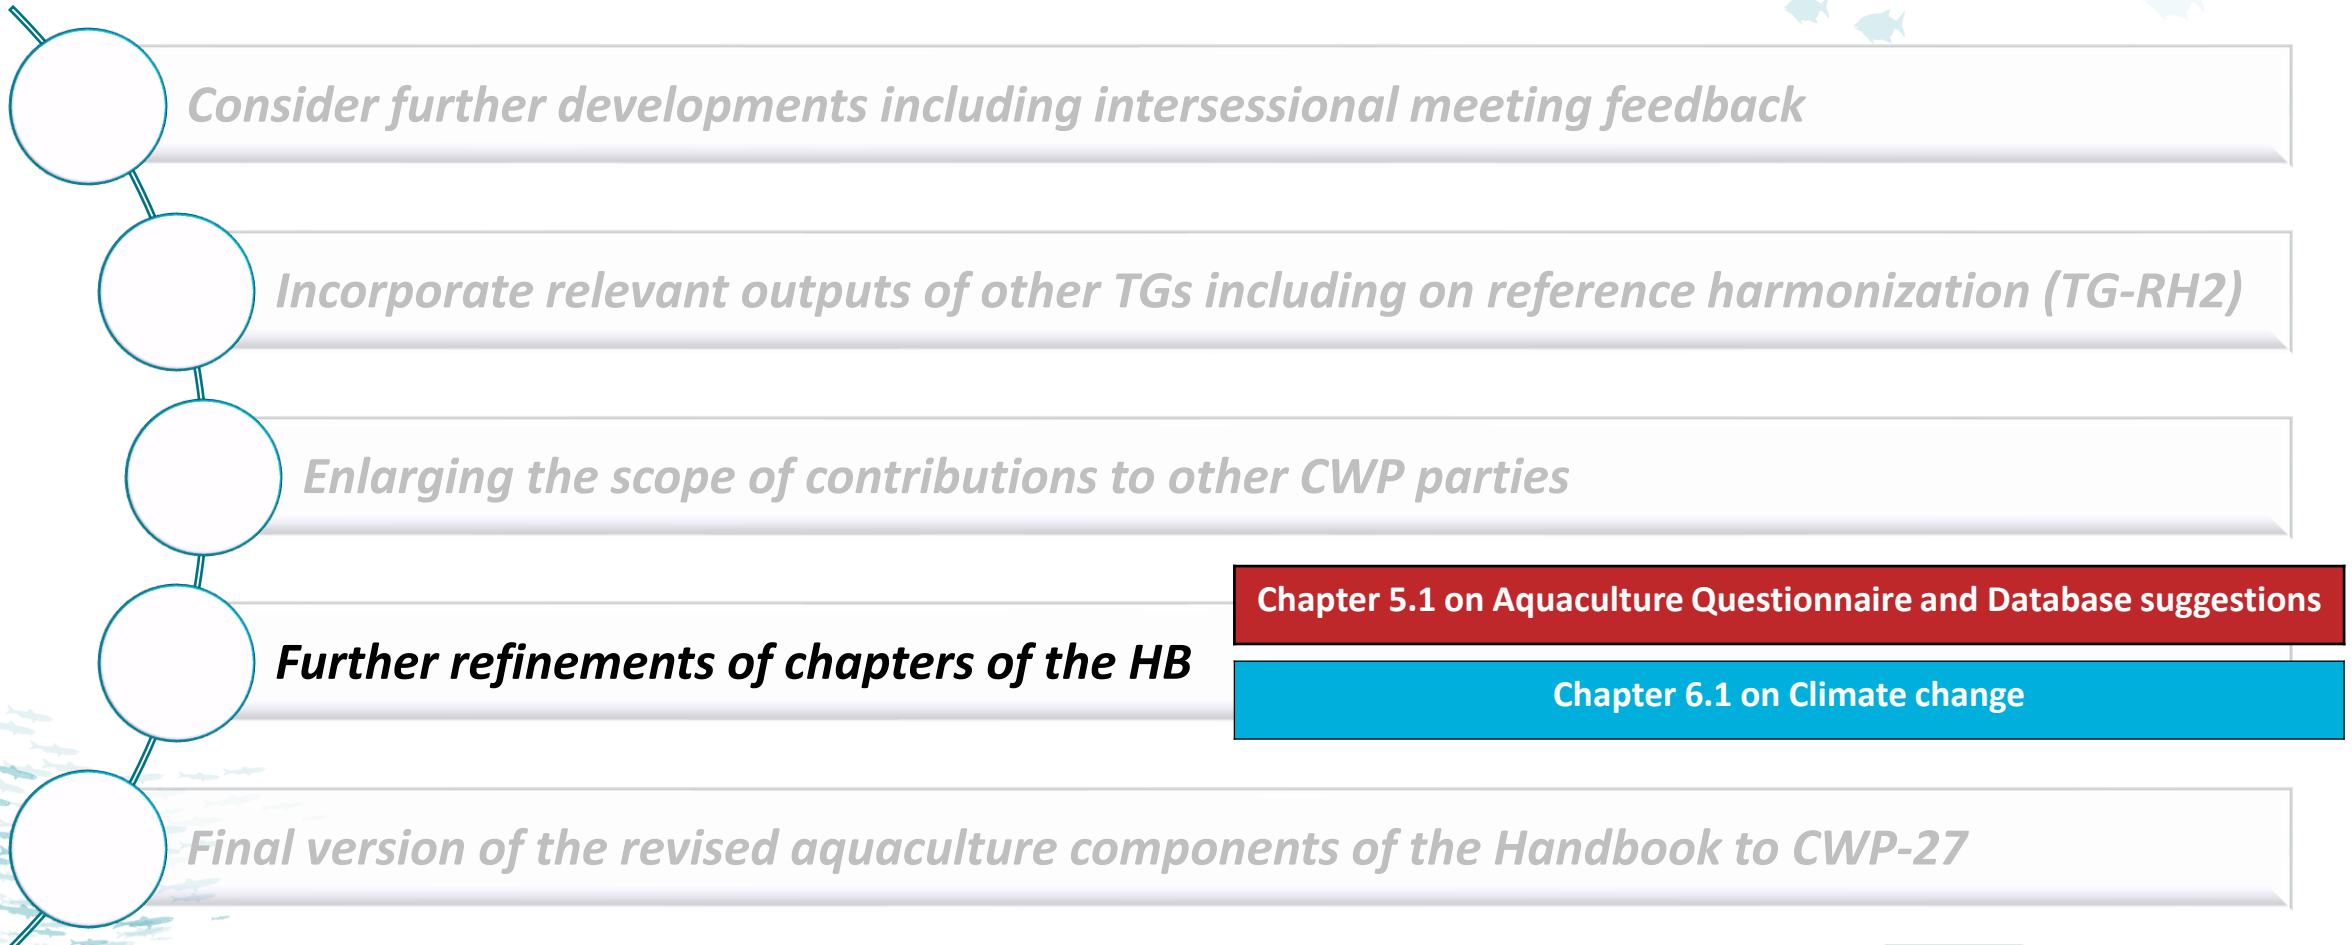 Consider further developments including intersessional meeting feedback
Incorporate relevant outputs of other TGs including on reference harmonization (TG-RH2)
Enlarging the scope of contributions to other CWP parties
Further refinements of chapters of the HB
Chapter 5.1 on Aquaculture Questionnaire and Database suggestions
Chapter 6.1 on Climate change
Final version of the revised aquaculture components of the Handbook to CWP-27